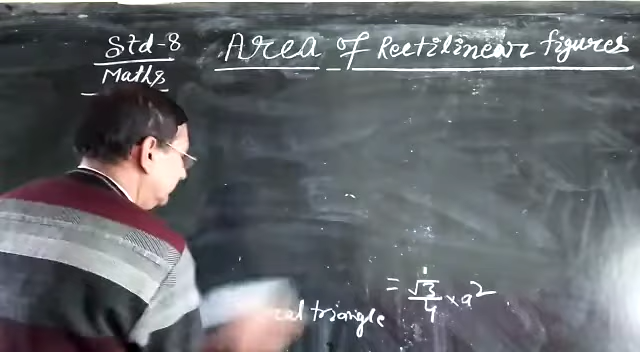 Std-8 Area of Rectilinear figures
Maths
= √3/4 × a²
triangle